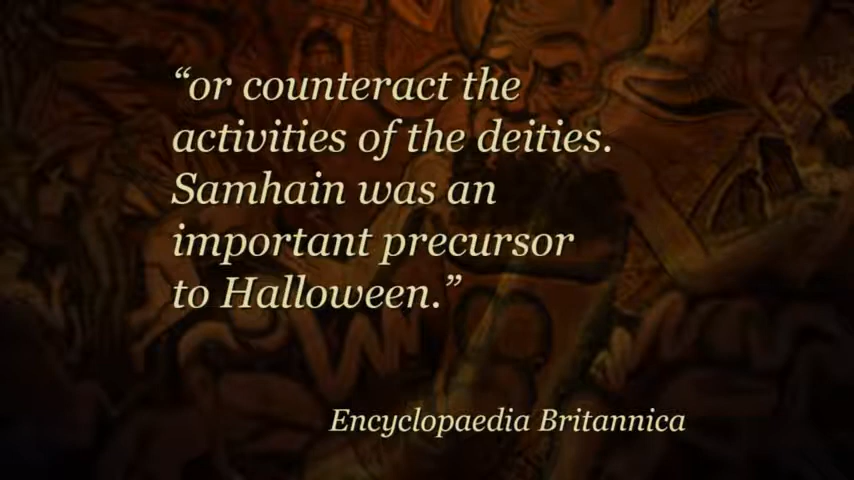 “or counteract the
activities of the deities.
Samhain was an
important precursor
to Halloween.”
Encyclopaedia Britannica